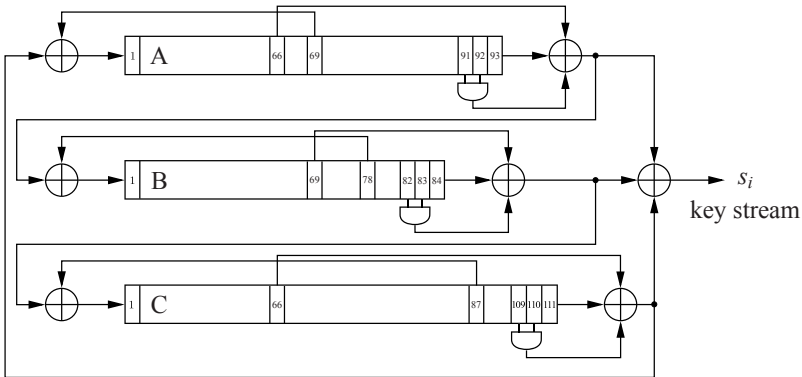 1 A 66 69 91 92 93
1 B 69 78 82 83 84
s_i
key stream
1 C 66 87 109 110 111